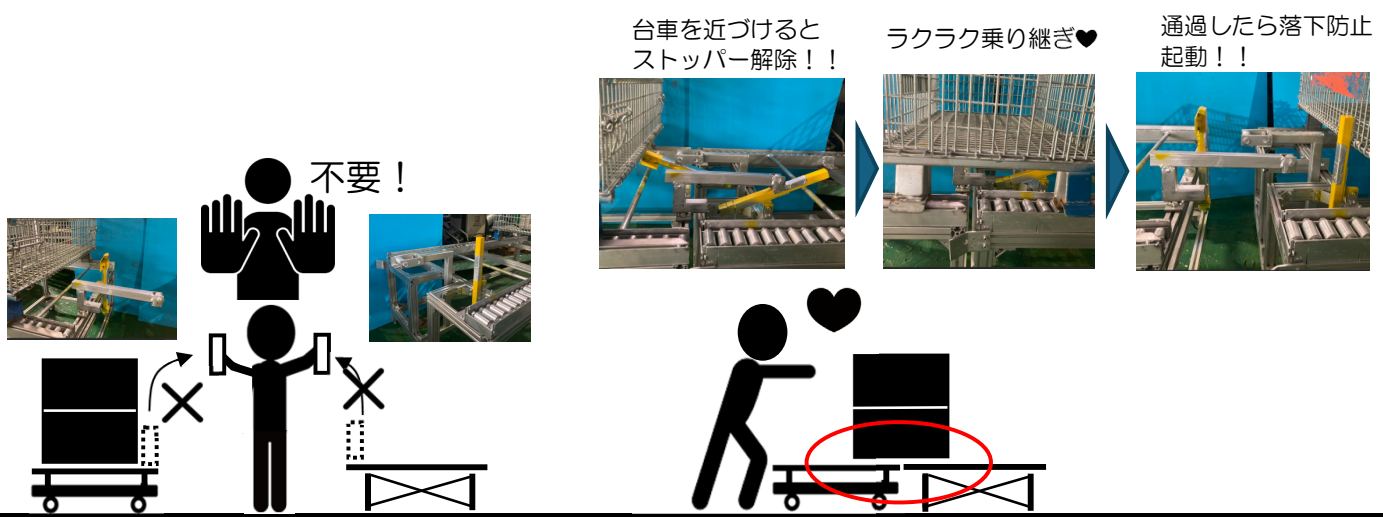 不要！
台車を近づけると
ストッパー解除！！
ラクラク乗り継ぎ♥
通過したら落下防止
起動！！